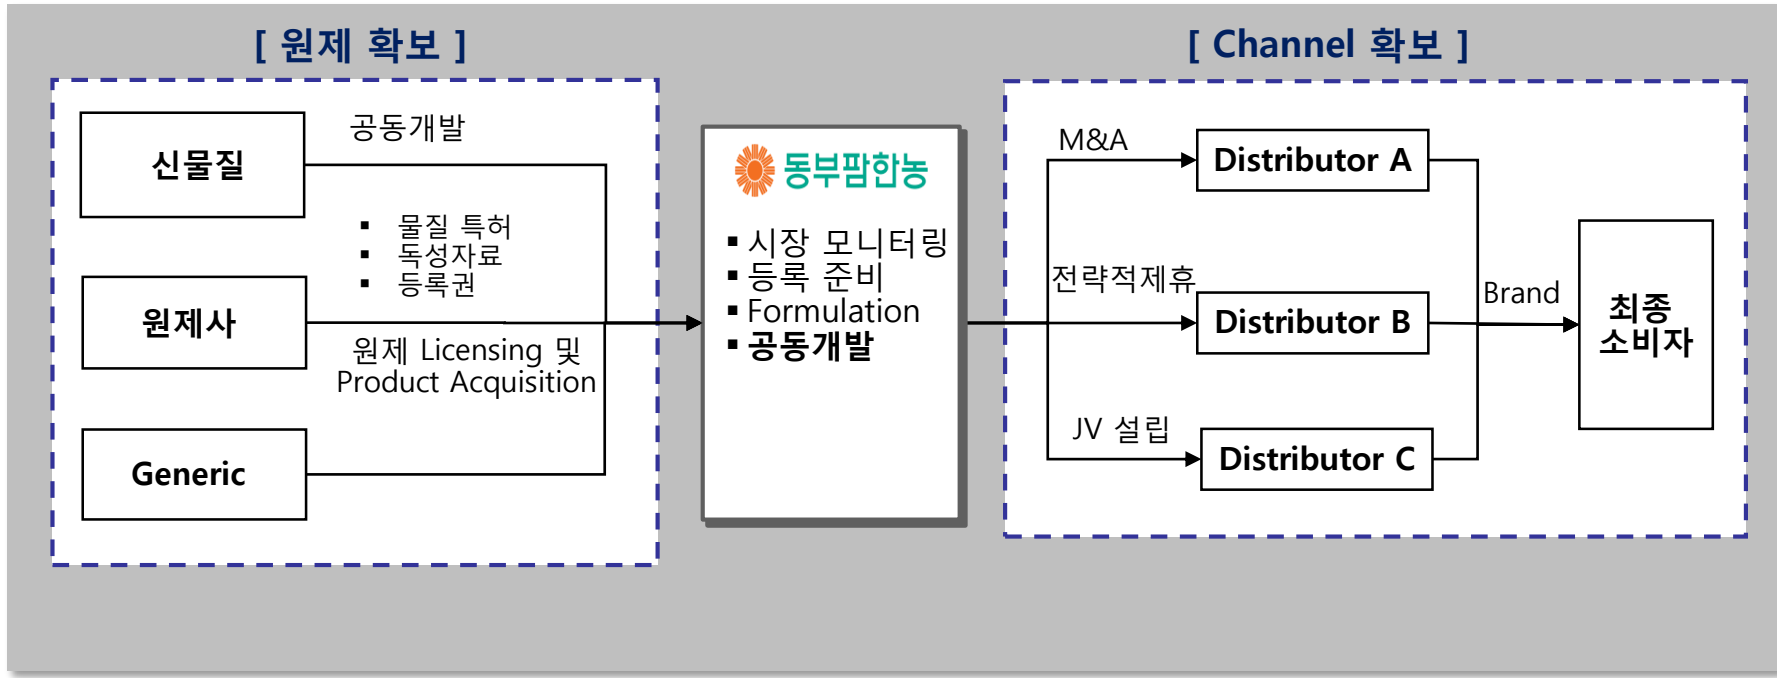 [ 원제 확보 ]
신물질
공동개발
▪ 물질 특허
▪ 독성자료
▪ 등록권
원제사
원제 Licensing 및
Product Acquisition
Generic
동부팜한농
▪ 시장 모니터링
▪ 등록 준비
▪ Formulation
▪ 공동개발
[ Channel 확보 ]
M&A
Distributor A
전략적제휴
Distributor B
JV 설립
Distributor C
Brand
최종
소비자